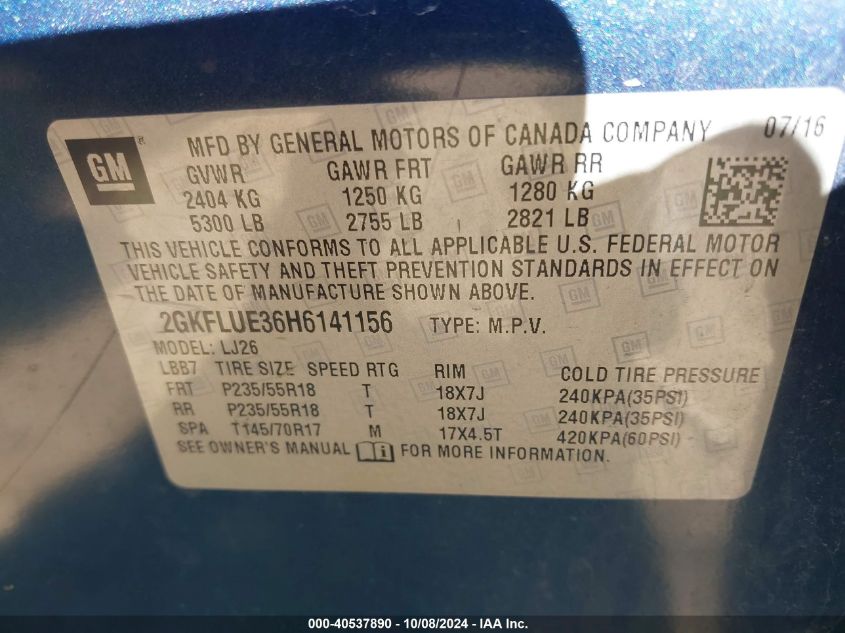 GM ® MFD BY GENERAL MOTORS OF CANADA COMPANY 07/16
GVWR GAWR FRT GAWR RR
2404 KG 1250 KG 1280 KG
5300 LB 2755 LB 2821 LB
THIS VEHICLE CONFORMS TO ALL APPLICABLE U.S. FEDERAL MOTOR
VEHICLE SAFETY AND THEFT PREVENTION STANDARDS IN EFFECT ON
THE DATE OF MANUFACTURE SHOWN ABOVE.
2GKFLUE36H6141156 TYPE: M.P.V.
MODEL: LJ26
LBB7 TIRE SIZE SPEED RTG RIM COLD TIRE PRESSURE
FRT P235/55R18 T 18X7J 240KPA(35PSI)
RR P235/55R18 T 18X7J 240KPA(35PSI)
SPA T145/70R17 M 17X4.5T 420KPA(60PSI)
SEE OWNER'S MANUAL i FOR MORE INFORMATION.
000-40537890 - 10/08/2024 - IAA Inc.